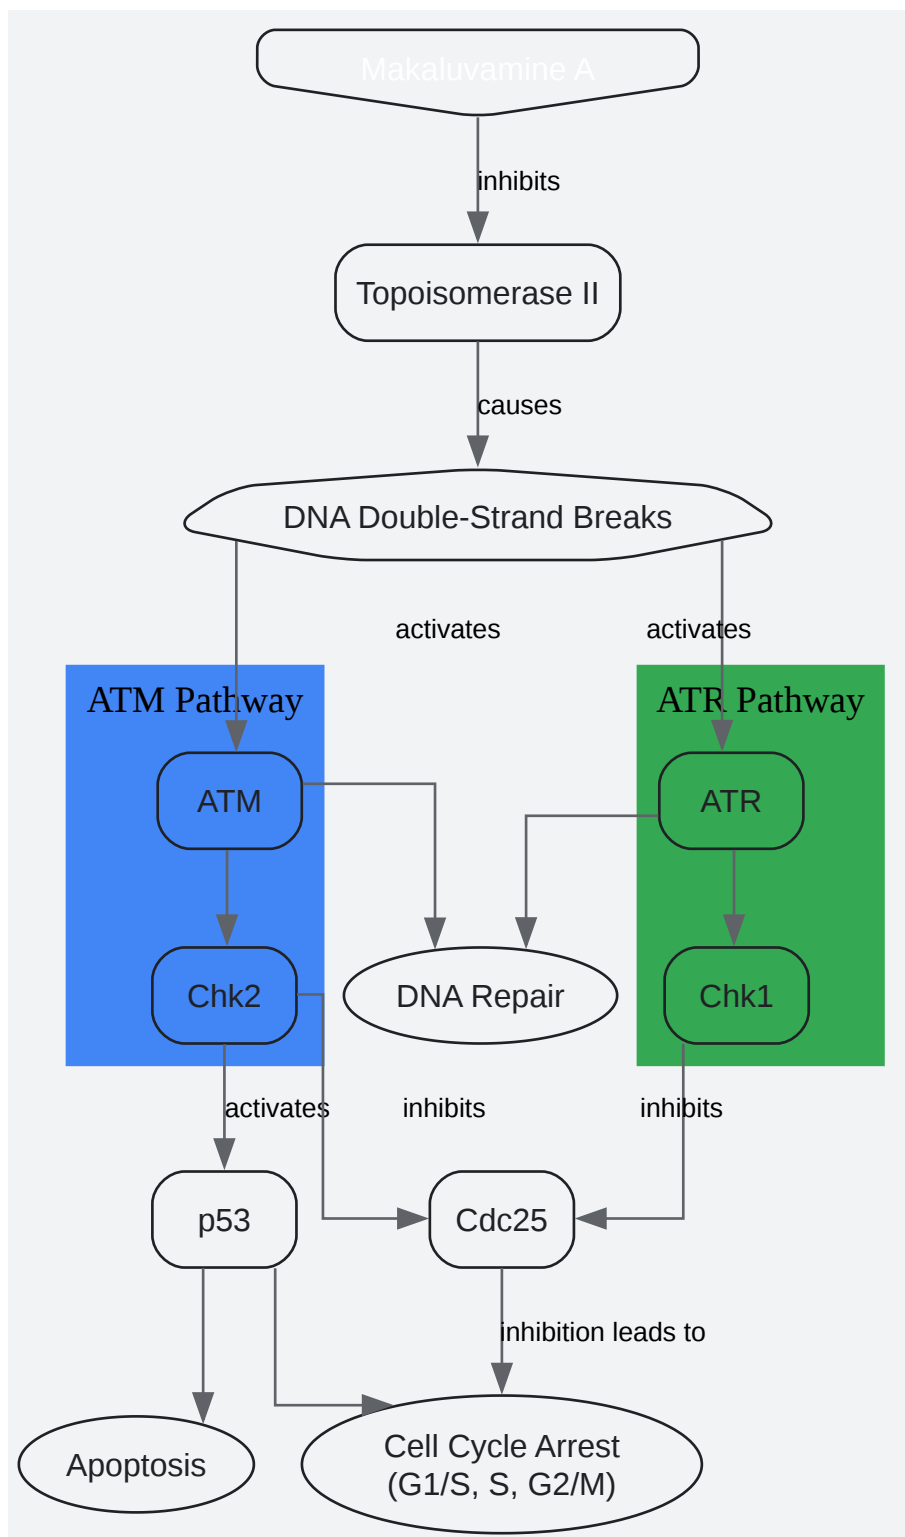 Makaluvamine A
inhibits
Topoisomerase II
causes
DNA Double-Strand Breaks
activates
activates
ATM Pathway
ATR Pathway
ATM
ATR
Chk2
DNA Repair
Chk1
activates
inhibits
inhibits
p53
Cdc25
inhibition leads to
Apoptosis
Cell Cycle Arrest
(G1/S, S, G2/M)